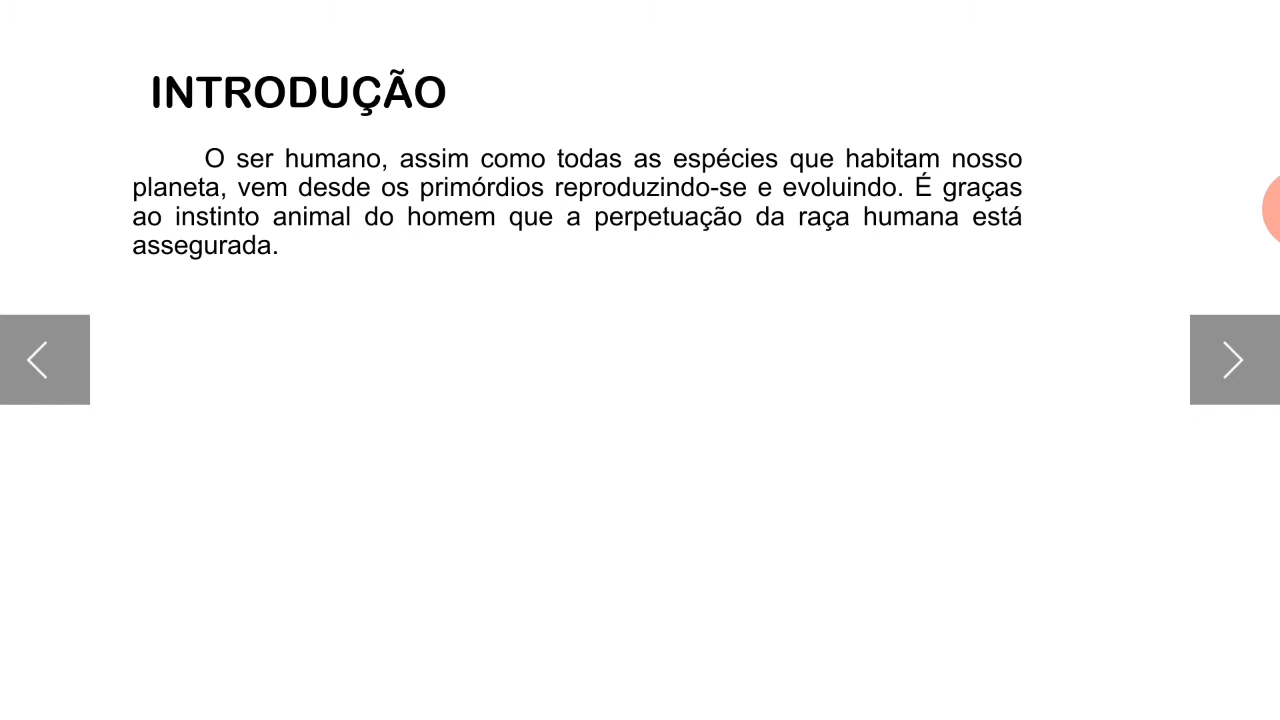 INTRODUÇÃO
O ser humano, assim como todas as espécies que habitam nosso
planeta, vem desde os primórdios reproduzindo-se e evoluindo. É graças
ao instinto animal do homem que a perpetuação da raça humana está
assegurada.